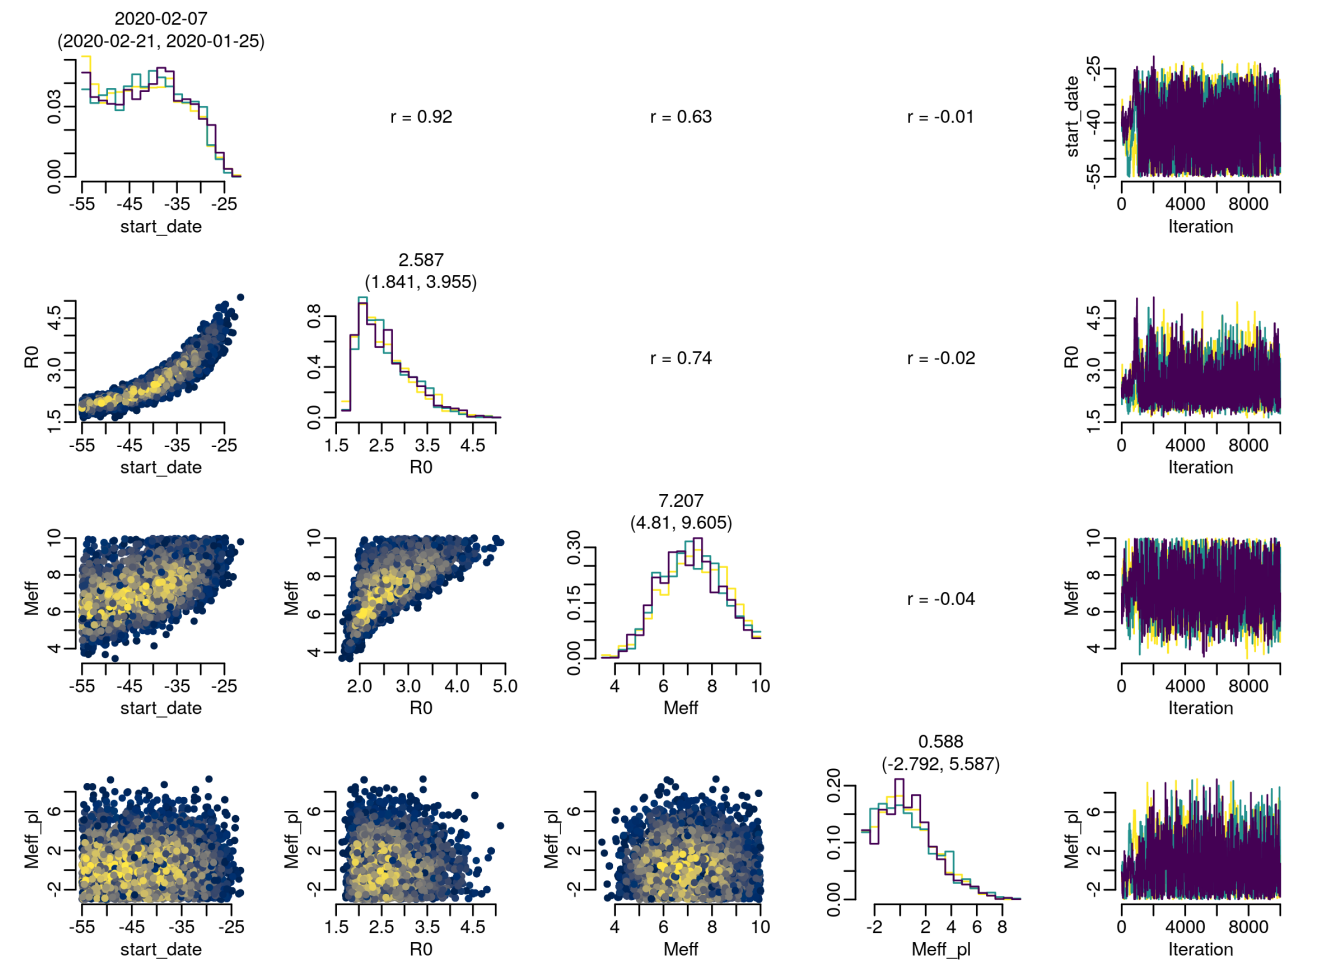 2020-02-07
(2020-02-21, 2020-01-25)
0.00 0.03
-55 -45 -35 -25
start_date
r = 0.92
r = 0.63
r = -0.01
start_date
-55 -40 -25
0 4000 8000
Iteration
R0
1.5 3.0 4.5
-55 -45 -35 -25
start_date
2.587
(1.841, 3.955)
0.0 0.4 0.8
1.5 2.5 3.5 4.5
R0
r = 0.74
r = -0.02
R0
1.5 3.0 4.5
0 4000 8000
Iteration
Meff
4 6 8 10
-55 -45 -35 -25
start_date
Meff
4 6 8 10
2.0 3.0 4.0 5.0
R0
7.207
(4.81, 9.605)
0.00 0.15 0.30
4 6 8 10
Meff
r = -0.04
Meff
4 6 8 10
0 4000 8000
Iteration
Meff_pl
-2 2 6
-55 -45 -35 -25
start_date
Meff_pl
-2 2 6
1.5 2.5 3.5 4.5
R0
Meff_pl
-2 2 6
4 6 8 10
Meff
0.588
(-2.792, 5.587)
0.00 0.10 0.20
-2 2 4 6 8
Meff_pl
Meff_pl
-2 2 6
0 4000 8000
Iteration